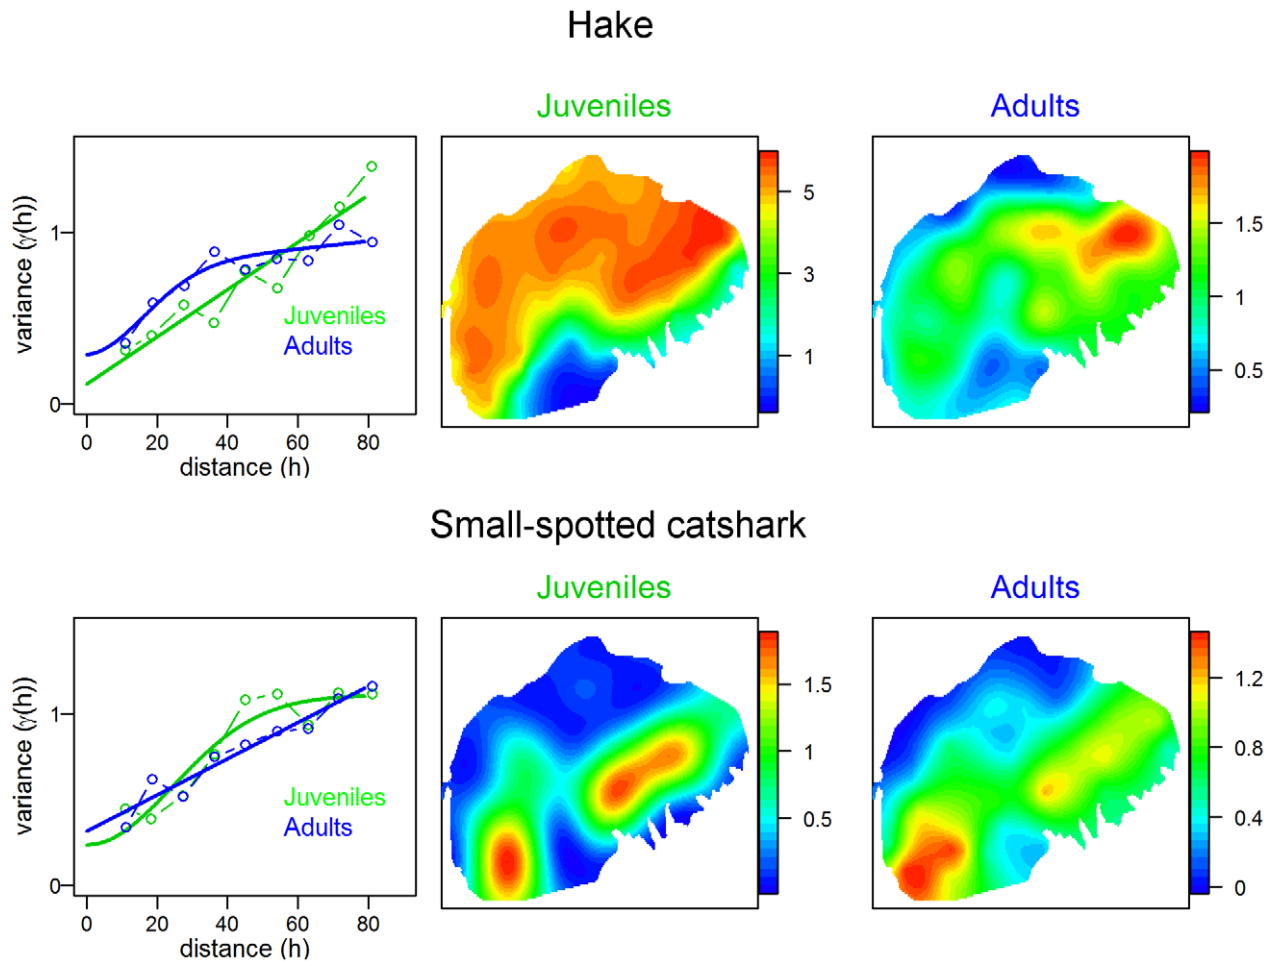 Hake
Juveniles
Adults
variance (γ(h))
1
0
0 20 40 60 80
distance (h)
Juveniles
Adults
5
3
1
1.5
1
0.5
Small-spotted catshark
Juveniles
Adults
variance (γ(h))
1
0
0 20 40 60 80
distance (h)
Juveniles
Adults
1.5
1
0.5
1.2
0.8
0.4
0